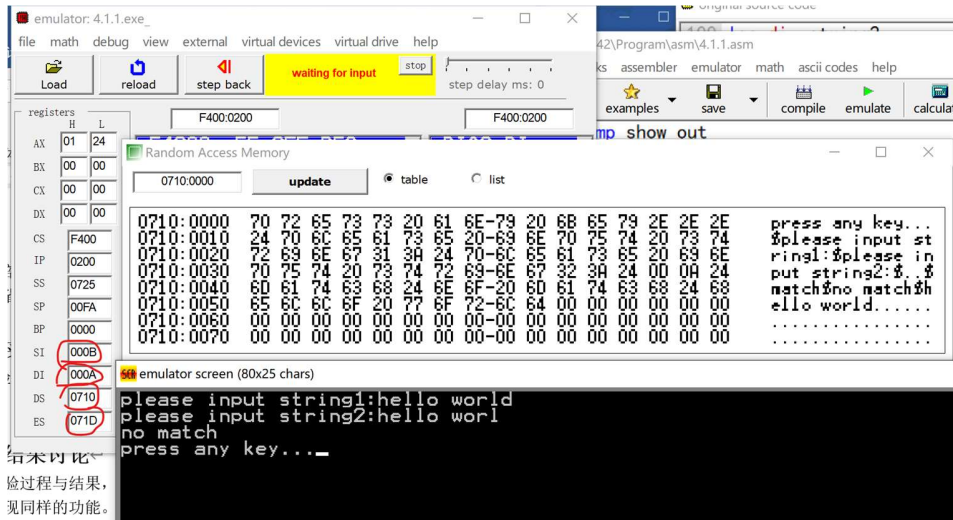 original source code
emulator: 4.1.1.exe_
file math debug view external virtual devices virtual drive help
42\Program\asm\4.1.1.asm
ks assembler emulator math ascii codes help
Load reload step back waiting for input stop step delay ms: 0
examples save compile emulate calcula
registers F400:0200 F400:0200
H L
AX 01 24
mp show out
BX 00 00
CX 00 00
DX 00 00
CS F400
IP 0200
SS 0725
SP 00FA
BP 0000
SI 000B
DI 000A
DS 0710
ES 071D
Random Access Memory
0710:0000 update table list
0710:0000 70 72 65 73 73 20 61 6E-79 20 6B 65 79 2E 2E 2E press any key...
0710:0010 24 70 6C 65 61 73 65 20-69 6E 70 75 74 20 73 74 $please input st
0710:0020 72 69 6E 67 31 3A 24 70-6C 65 61 73 65 20 69 6E ring1:$please in
0710:0030 70 75 74 20 73 74 72 69-6E 67 32 3A 24 0D 0A 24 put string2:$..$
0710:0040 6D 61 74 63 68 24 6E 6F-20 6D 61 74 63 68 24 68 match$no match$h
0710:0050 65 6C 6C 6F 20 77 6F 72-6C 64 00 00 00 00 00 00 ello world......
0710:0060 00 00 00 00 00 00 00 00-00 00 00 00 00 00 00 00 ................
0710:0070 00 00 00 00 00 00 00 00-00 00 00 00 00 00 00 00 ................
emulator screen (80x25 chars)
please input string1:hello world
please input string2:hello worl
no match
press any key...
结果讨论
验过程与结果，
现同样的功能。